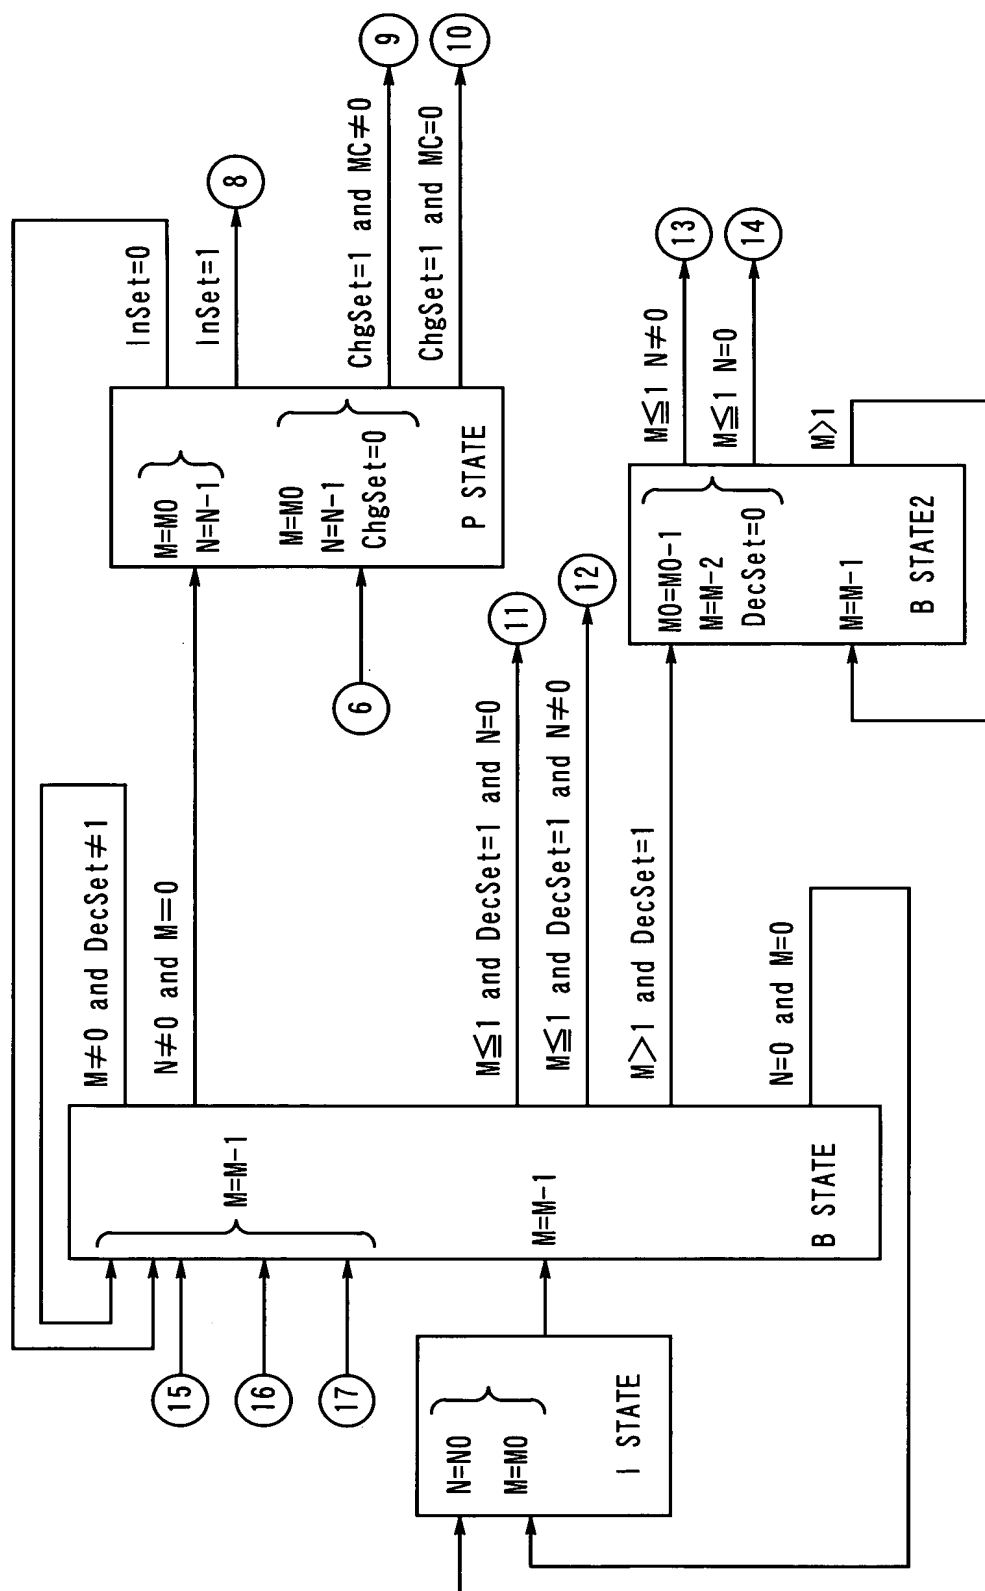 InSet=0
InSet=1
8
ChgSet=1 and MC≠0
9
ChgSet=1 and MC=0
10
M=M0
N=N-1
M=M0
N=N-1
ChgSet=0
P STATE
6
M≠0 and DecSet≠1
N≠0 and M=0
M≦1 and DecSet=1 and N=0
11
M≦1 and DecSet=1 and N≠0
12
M>1 and DecSet=1
N=0 and M=0
M≦1 N≠0
13
M≦1 N=0
14
M>1
M0=M0-1
M=M-2
DecSet=0
M=M-1
B STATE2
M=M-1
M=M-1
B STATE
15
16
17
N=N0
M=M0
I STATE